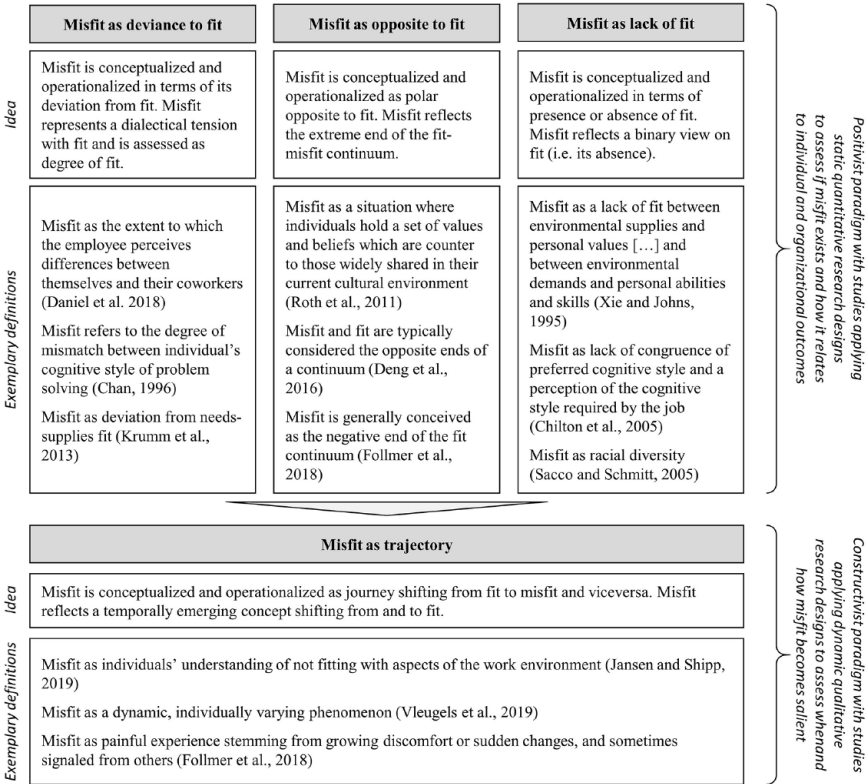 Misfit as deviance to fit
Misfit as opposite to fit
Misfit as lack of fit
Idea
Misfit is conceptualized and
operationalized in terms of its
deviation from fit. Misfit
represents a dialectical tension
with fit and is assessed as
degree of fit.
Misfit is conceptualized and
operationalized as polar
opposite to fit. Misfit reflects
the extreme end of the fit-
misfit continuum.
Misfit is conceptualized and
operationalized in terms of
presence or absence of fit.
Misfit reflects a binary view on
fit (i.e. its absence).
Exemplary definitions
Misfit as the extent to which
the employee perceives
differences between
themselves and their coworkers
(Daniel et al. 2018)
Misfit refers to the degree of
mismatch between individual's
cognitive style of problem
solving (Chan, 1996)
Misfit as deviation from needs-
supplies fit (Krumm et al.,
2013)
Misfit as a situation where
individuals hold a set of values
and beliefs which are counter
to those widely shared in their
current cultural environment
(Roth et al., 2011)
Misfit and fit are typically
considered the opposite ends of
a continuum (Deng et al.,
2016)
Misfit is generally conceived
as the negative end of the fit
continuum (Follmer et al.,
2018)
Misfit as a lack of fit between
environmental supplies and
personal values […] and
between environmental
demands and personal abilities
and skills (Xie and Johns,
1995)
Misfit as lack of congruence of
preferred cognitive style and a
perception of the cognitive
style required by the job
(Chilton et al., 2005)
Misfit as racial diversity
(Sacco and Schmitt, 2005)
Positivist paradigm with studies applying
static quantitative research designs
to assess if misfit exists and how it relates
to individual and organizational outcomes
Misfit as trajectory
Idea
Misfit is conceptualized and operationalized as journey shifting from fit to misfit and viceversa. Misfit
reflects a temporally emerging concept shifting from and to fit.
Exemplary definitions
Misfit as individuals' understanding of not fitting with aspects of the work environment (Jansen and Shipp,
2019)
Misfit as a dynamic, individually varying phenomenon (Vleugels et al., 2019)
Misfit as painful experience stemming from growing discomfort or sudden changes, and sometimes
signaled from others (Follmer et al., 2018)
Constructivist paradigm with studies
applying dynamic qualitative
research designs to assess whenand
how misfit becomes salient